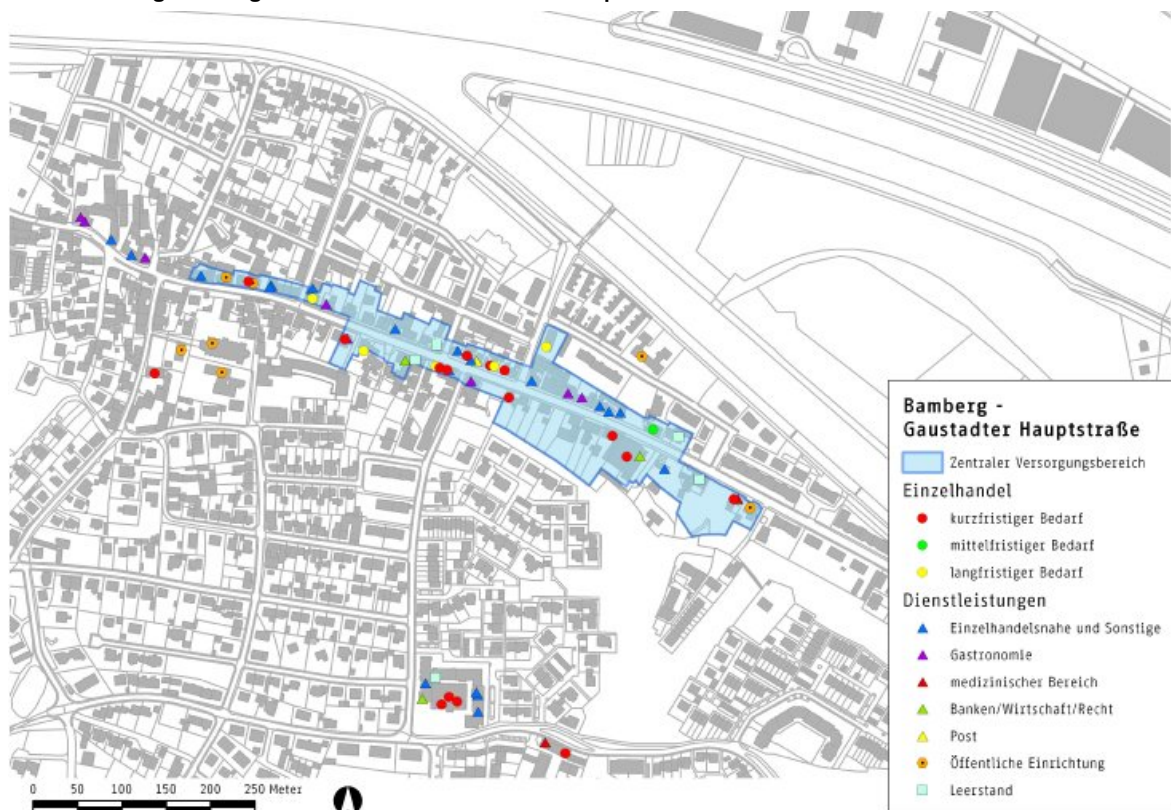 Bamberg -
Gaustadter Hauptstraße
Zentraler Versorgungsbereich
Einzelhandel
kurzfristiger Bedarf
mittelfristiger Bedarf
langfristiger Bedarf
Dienstleistungen
Einzelhandelsnahe und Sonstige
Gastronomie
medizinischer Bereich
Banken/Wirtschaft/Recht
Post
Öffentliche Einrichtung
Leerstand
0 50 100 150 200 250 Meter